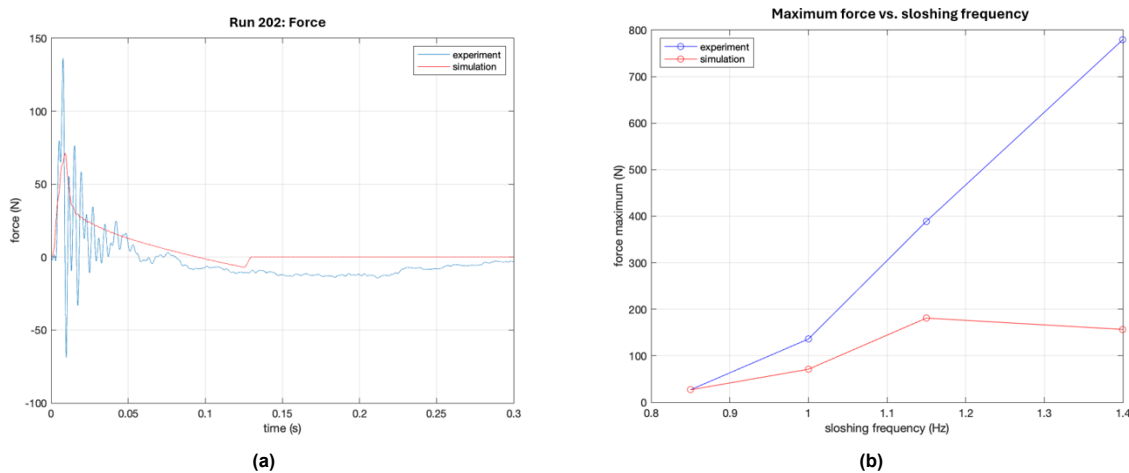 Run 202: Force
150
100
50
0
-50
-100
force (N)
experiment
simulation
0
0.05
0.1
0.15
0.2
0.25
0.3
time (s)
(a)
Maximum force vs. sloshing frequency
800
700
600
500
400
300
200
100
0
force maximum (N)
experiment
simulation
0.8
0.9
1
1.1
1.2
1.3
1.4
sloshing frequency (Hz)
(b)